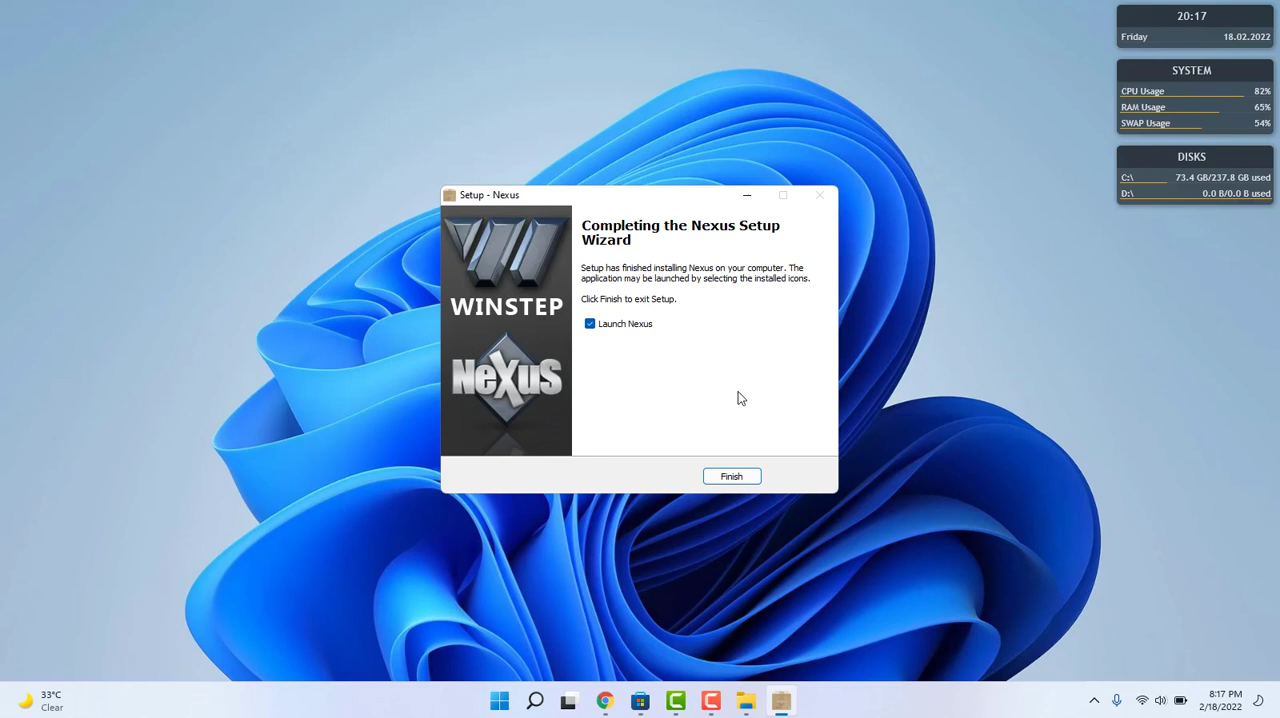 20:17
Friday 18.02.2022
SYSTEM
CPU Usage 82%
RAM Usage 65%
SWAP Usage 54%
DISKS
C:\ 73.4 GB/237.8 GB used
D:\ 0.0 B/0.0 B used
Setup - Nexus
WINSTEP
NeXuS
Completing the Nexus Setup
Wizard
Setup has finished installing Nexus on your computer. The
application may be launched by selecting the installed icons.
Click Finish to exit Setup.
Launch Nexus
Finish
33°C
Clear
8:17 PM
2/18/2022